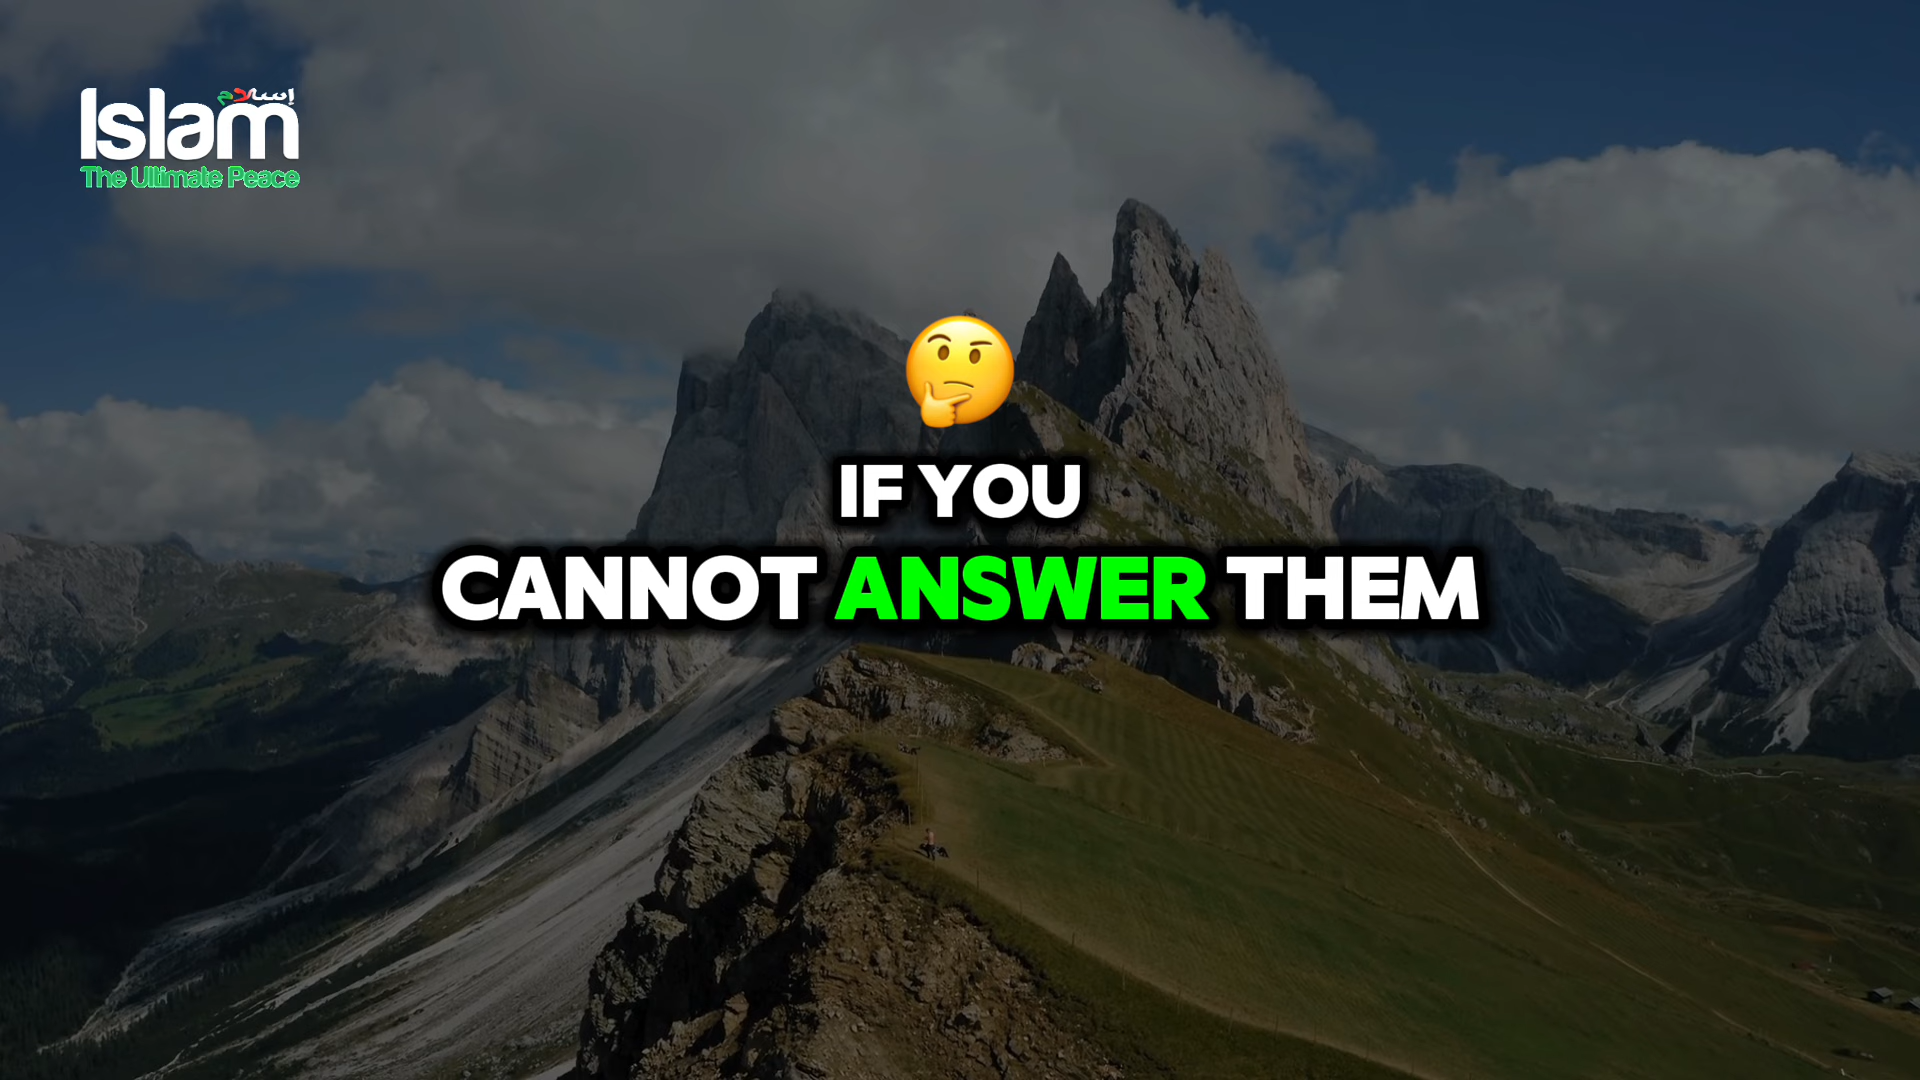 إسلام
Islam
The Ultimate Peace
IF YOU
CANNOT ANSWER THEM